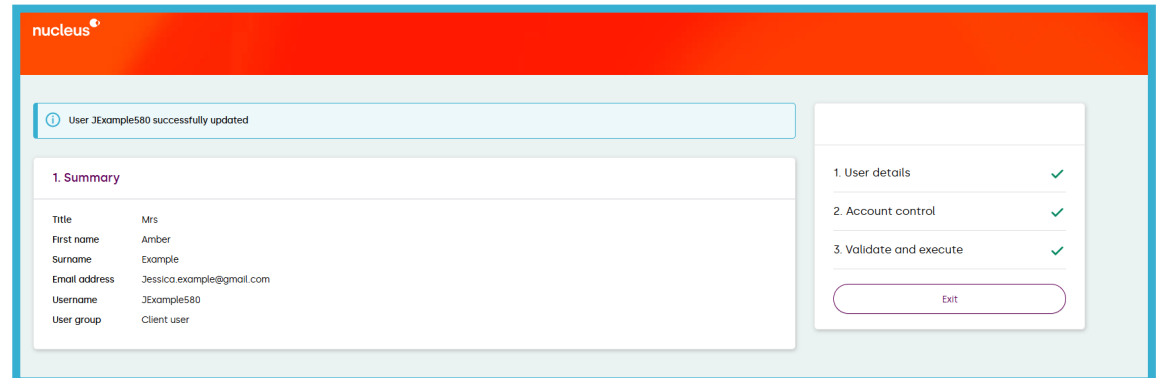 nucleus
User JExample580 successfully updated
1. Summary
Title Mrs
First name Amber
Surname Example
Email address Jessica.example@gmail.com
Username JExample580
User group Client user
1. User details
2. Account control
3. Validate and execute
Exit